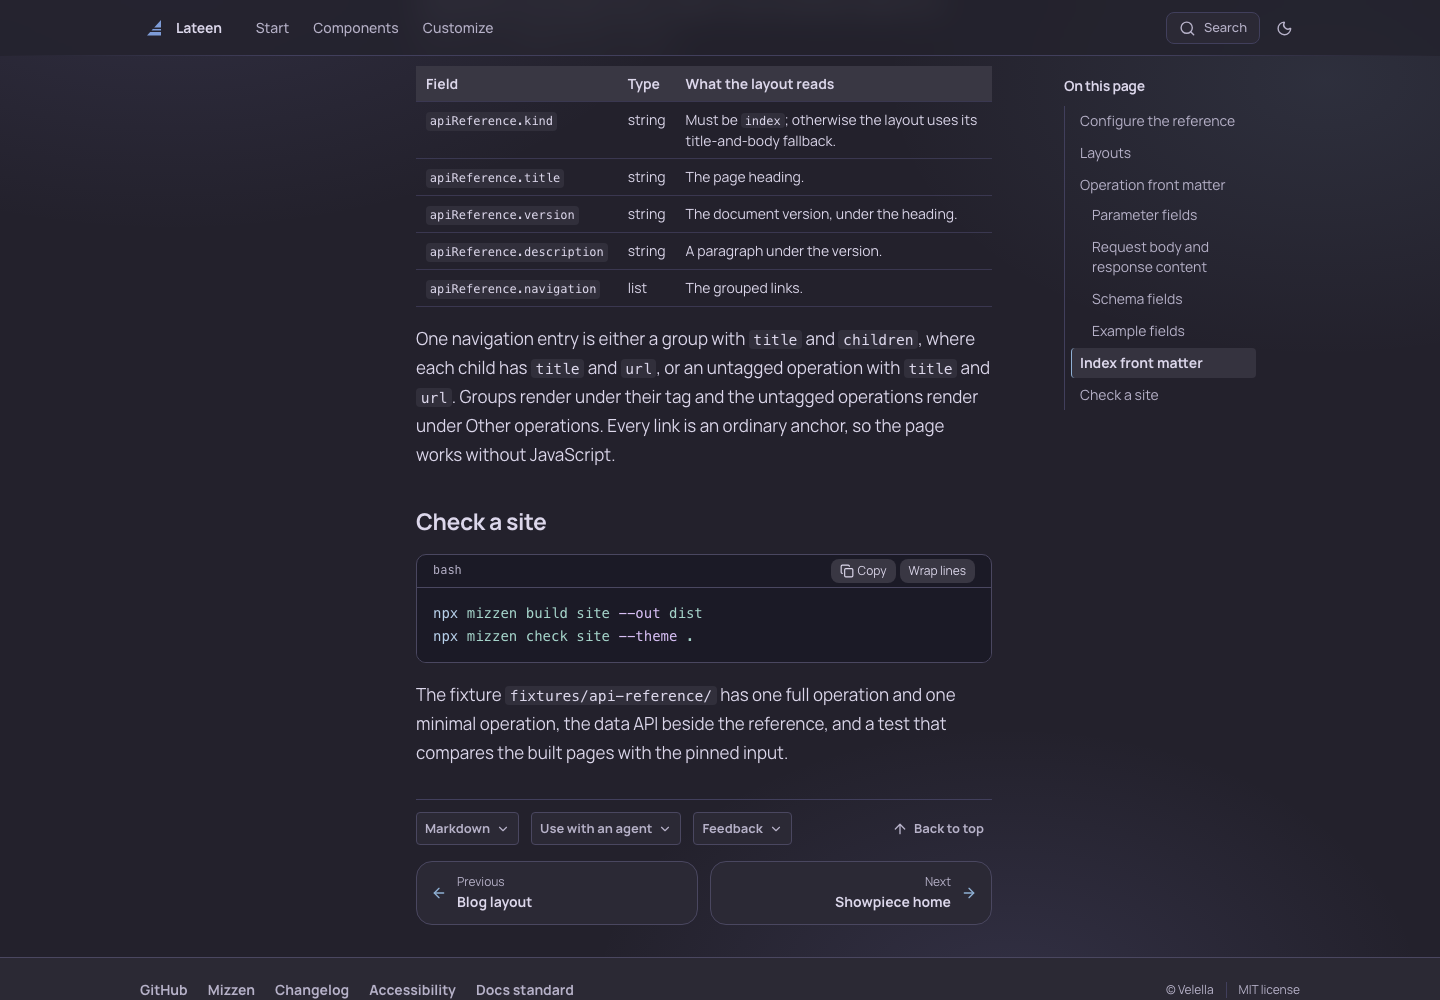 Lateen Start Components Customize Search
Field Type What the layout reads
apiReference.kind string Must be index; otherwise the layout uses its
title-and-body fallback.
apiReference.title string The page heading.
apiReference.version string The document version, under the heading.
apiReference.description string A paragraph under the version.
apiReference.navigation list The grouped links.
One navigation entry is either a group with title and children, where
each child has title and url, or an untagged operation with title and
url. Groups render under their tag and the untagged operations render
under Other operations. Every link is an ordinary anchor, so the page
works without JavaScript.
Check a site
bash Copy Wrap lines
npx mizzen build site --out dist
npx mizzen check site --theme .
The fixture fixtures/api-reference/ has one full operation and one
minimal operation, the data API beside the reference, and a test that
compares the built pages with the pinned input.
Markdown Use with an agent Feedback Back to top
Previous
Blog layout
Next
Showpiece home
On this page
Configure the reference
Layouts
Operation front matter
Parameter fields
Request body and
response content
Schema fields
Example fields
Index front matter
Check a site
GitHub Mizzen Changelog Accessibility Docs standard © Velella MIT license